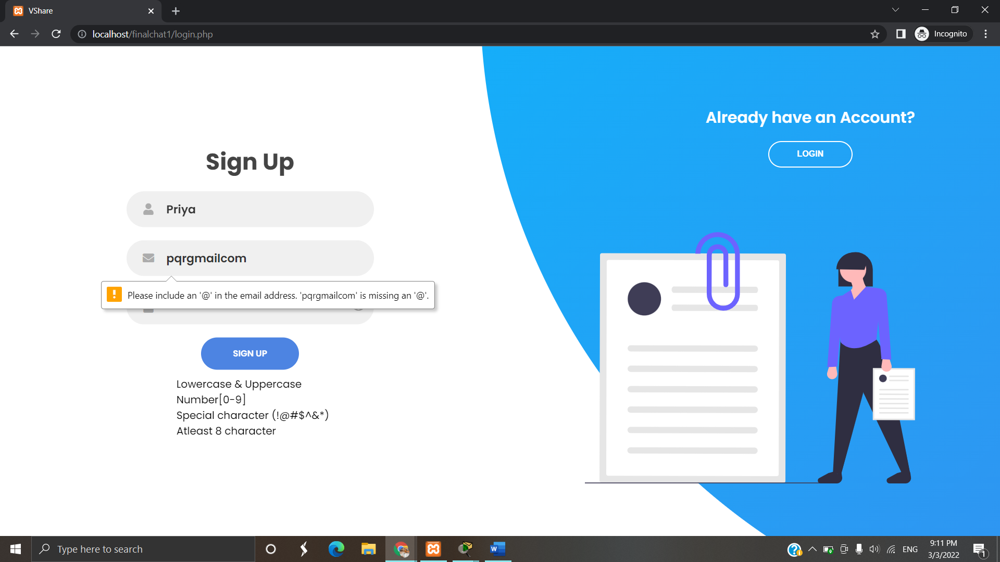 VShare
localhost/finalchat1/login.php
Incognito
Already have an Account?
LOGIN
Sign Up
Priya
pqrgmailcom
Please include an '@' in the email address. 'pqrgmailcom' is missing an '@'.
SIGN UP
Lowercase & Uppercase
Number[0-9]
Special character (!@#$^&*)
Atleast 8 character
Type here to search
ENG
9:11 PM
3/3/2022
1